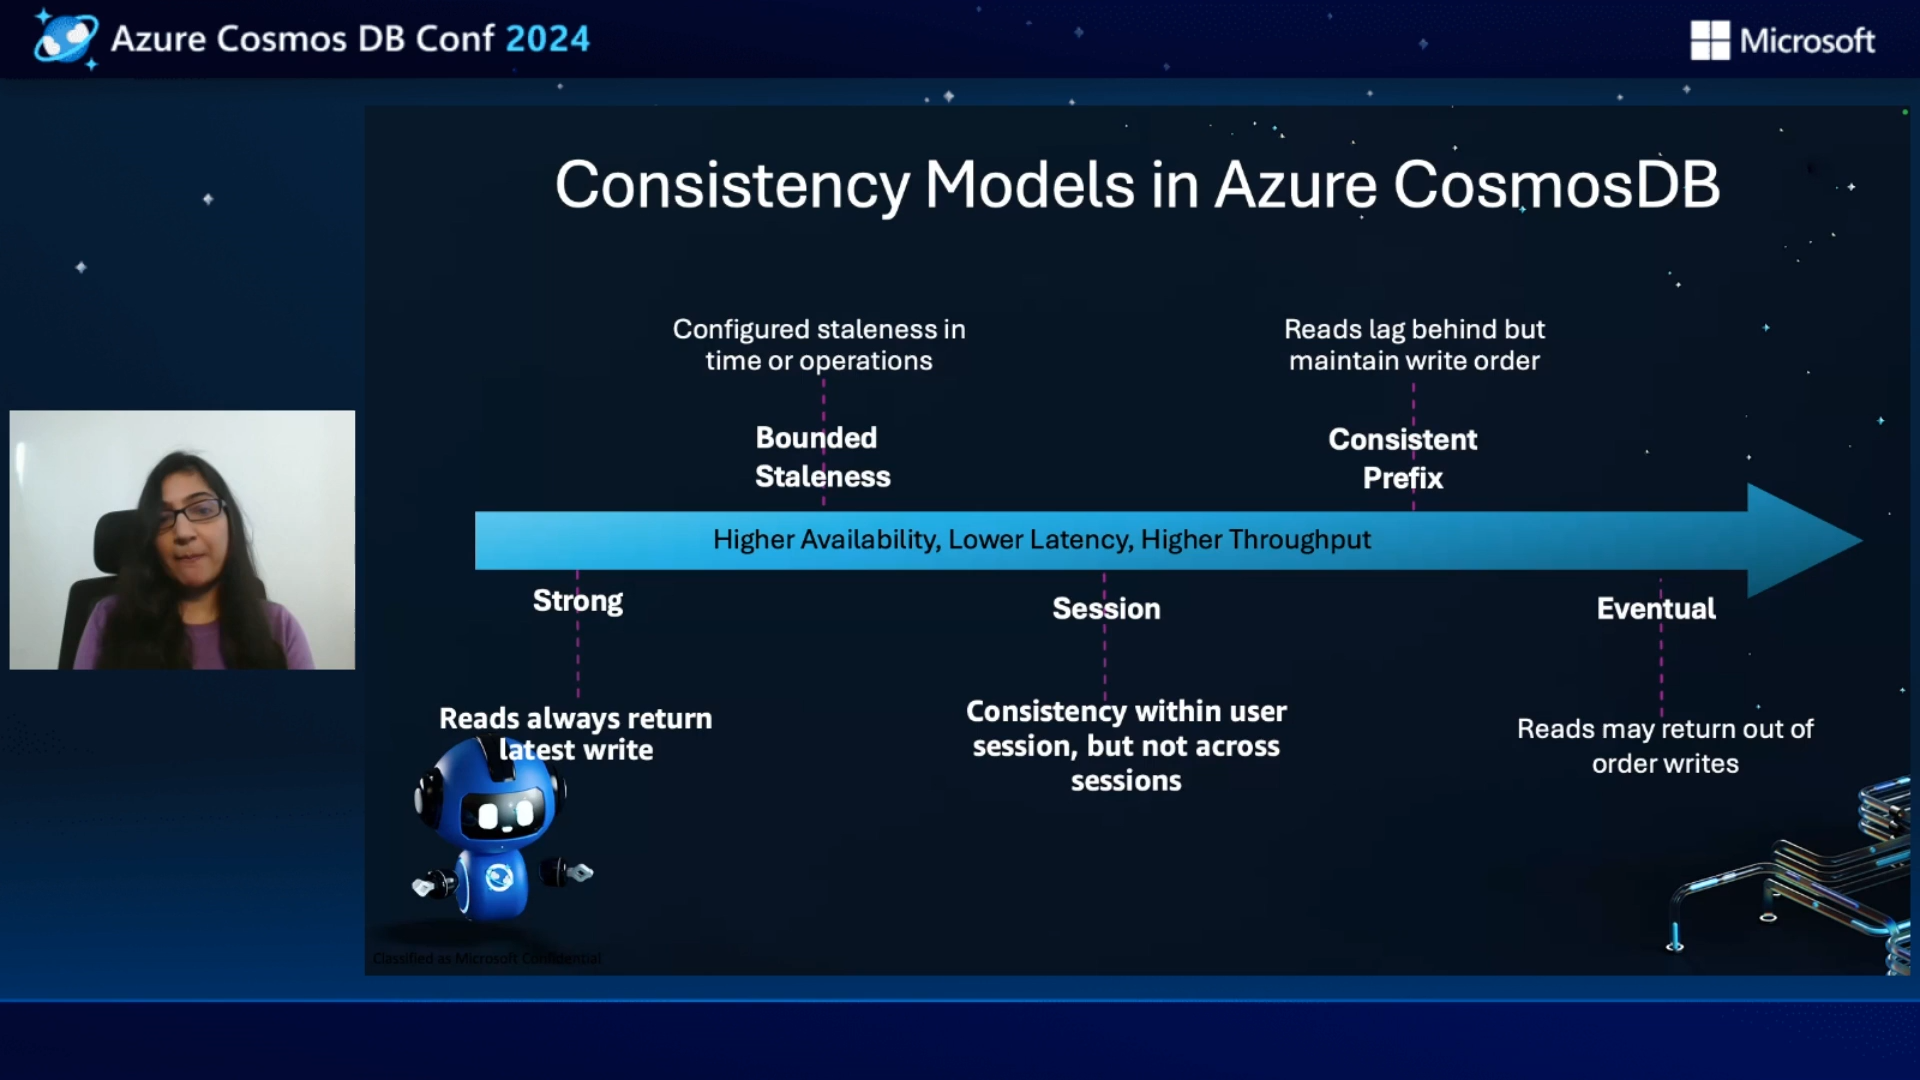 Azure Cosmos DB Conf 2024
Microsoft
Consistency Models in Azure CosmosDB
Configured staleness in
time or operations
Reads lag behind but
maintain write order
Bounded
Staleness
Consistent
Prefix
Higher Availability, Lower Latency, Higher Throughput
Strong
Session
Eventual
Reads always return
latest write
Consistency within user
session, but not across
sessions
Reads may return out of
order writes
Classified as Microsoft Confidential